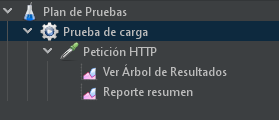 Plan de Pruebas
Prueba de carga
Petición HTTP
Ver Árbol de Resultados
Reporte resumen